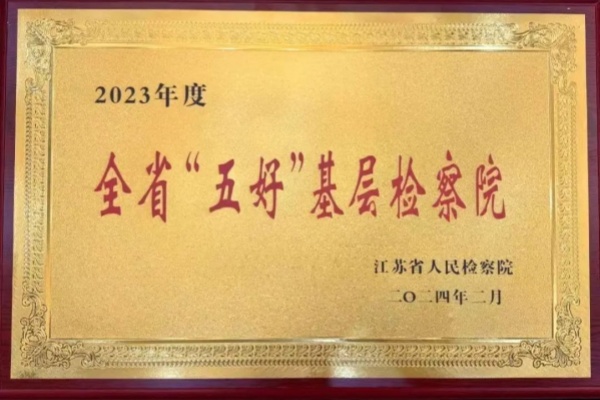 2023年度
全省“五好”基层检察院
江苏省人民检察院
二〇二四年二月